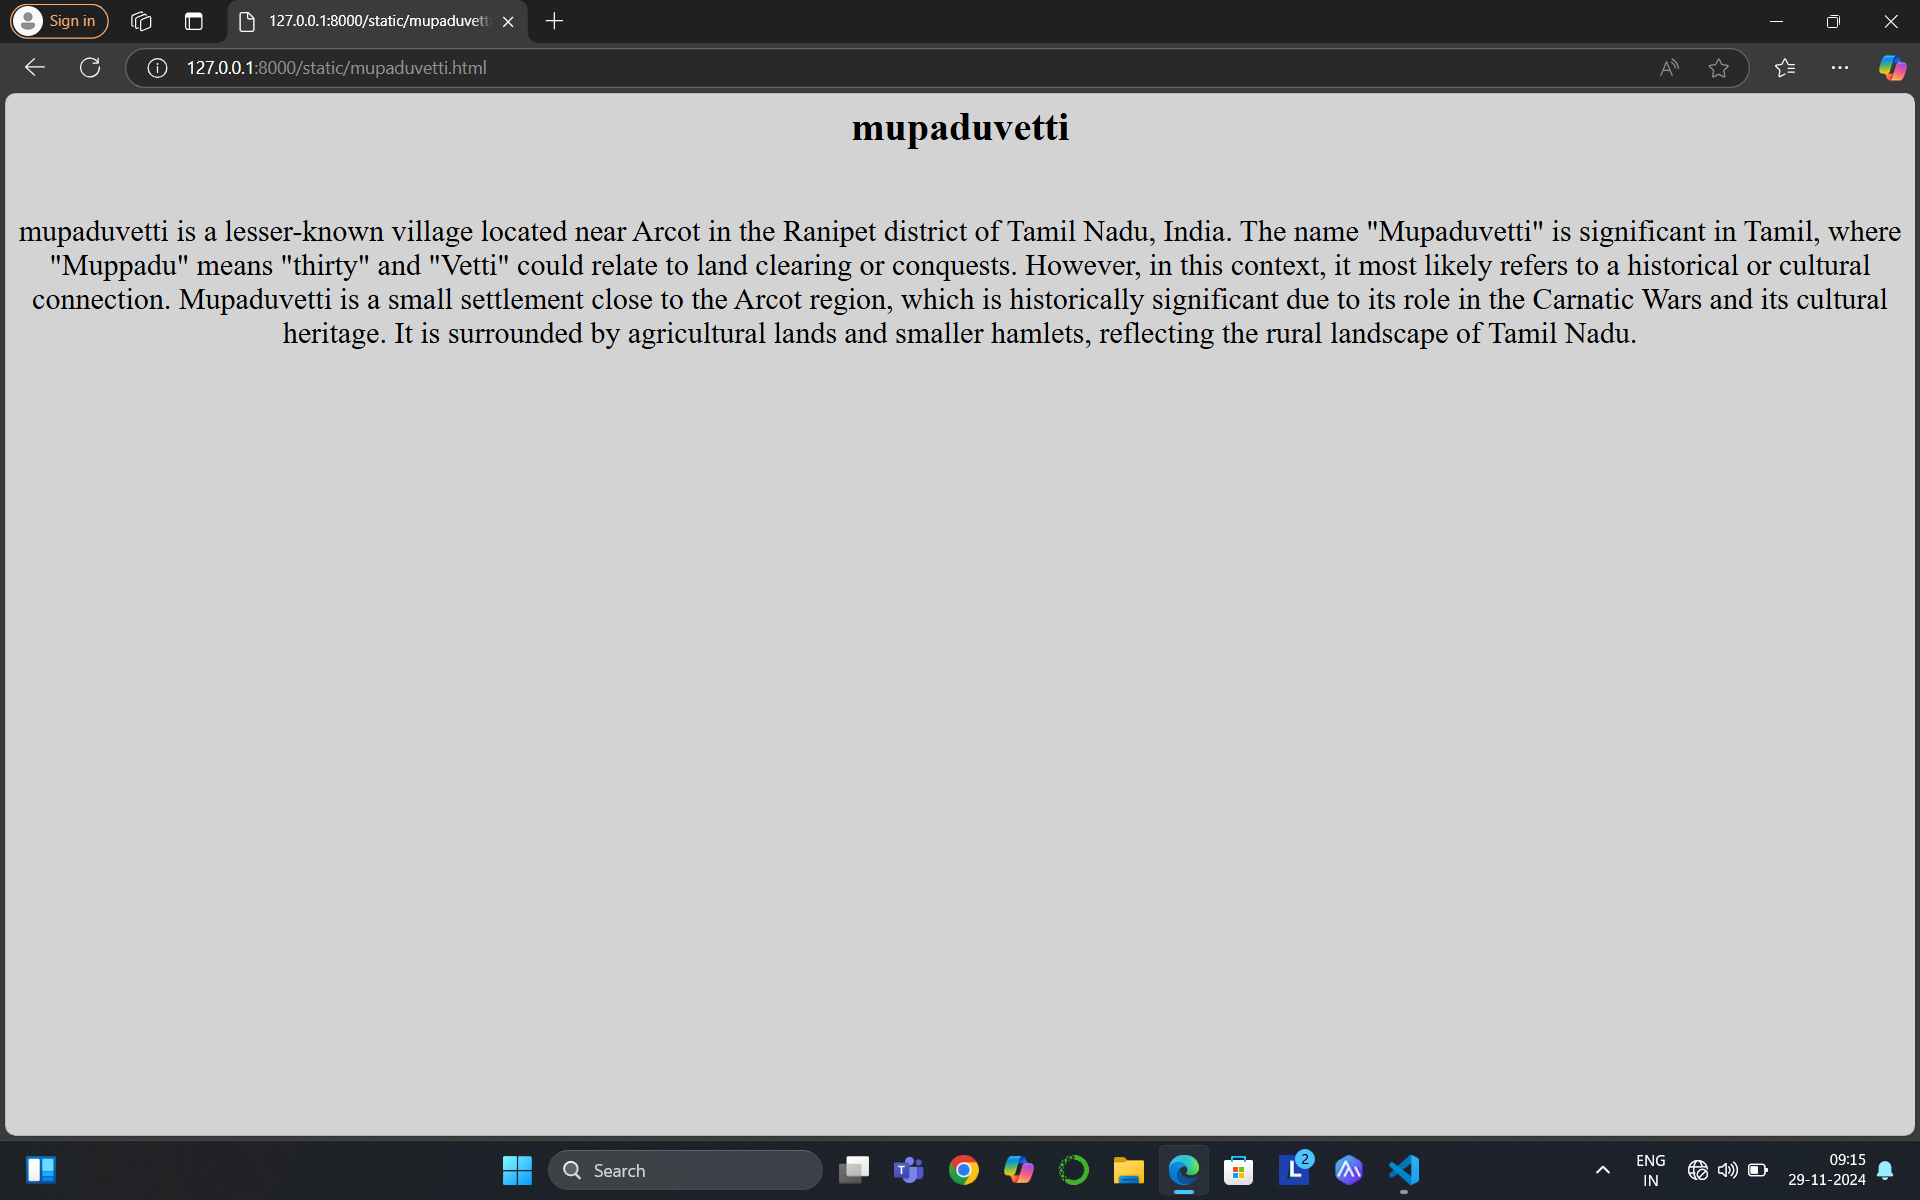 Sign in
127.0.0.1:8000/static/mupaduvett
127.0.0.1:8000/static/mupaduvetti.html
mupaduvetti
mupaduvetti is a lesser-known village located near Arcot in the Ranipet district of Tamil Nadu, India. The name "Mupaduvetti" is significant in Tamil, where
"Muppadu" means "thirty" and "Vetti" could relate to land clearing or conquests. However, in this context, it most likely refers to a historical or cultural
connection. Mupaduvetti is a small settlement close to the Arcot region, which is historically significant due to its role in the Carnatic Wars and its cultural
heritage. It is surrounded by agricultural lands and smaller hamlets, reflecting the rural landscape of Tamil Nadu.
Search
2
ENG
IN
09:15
29-11-2024